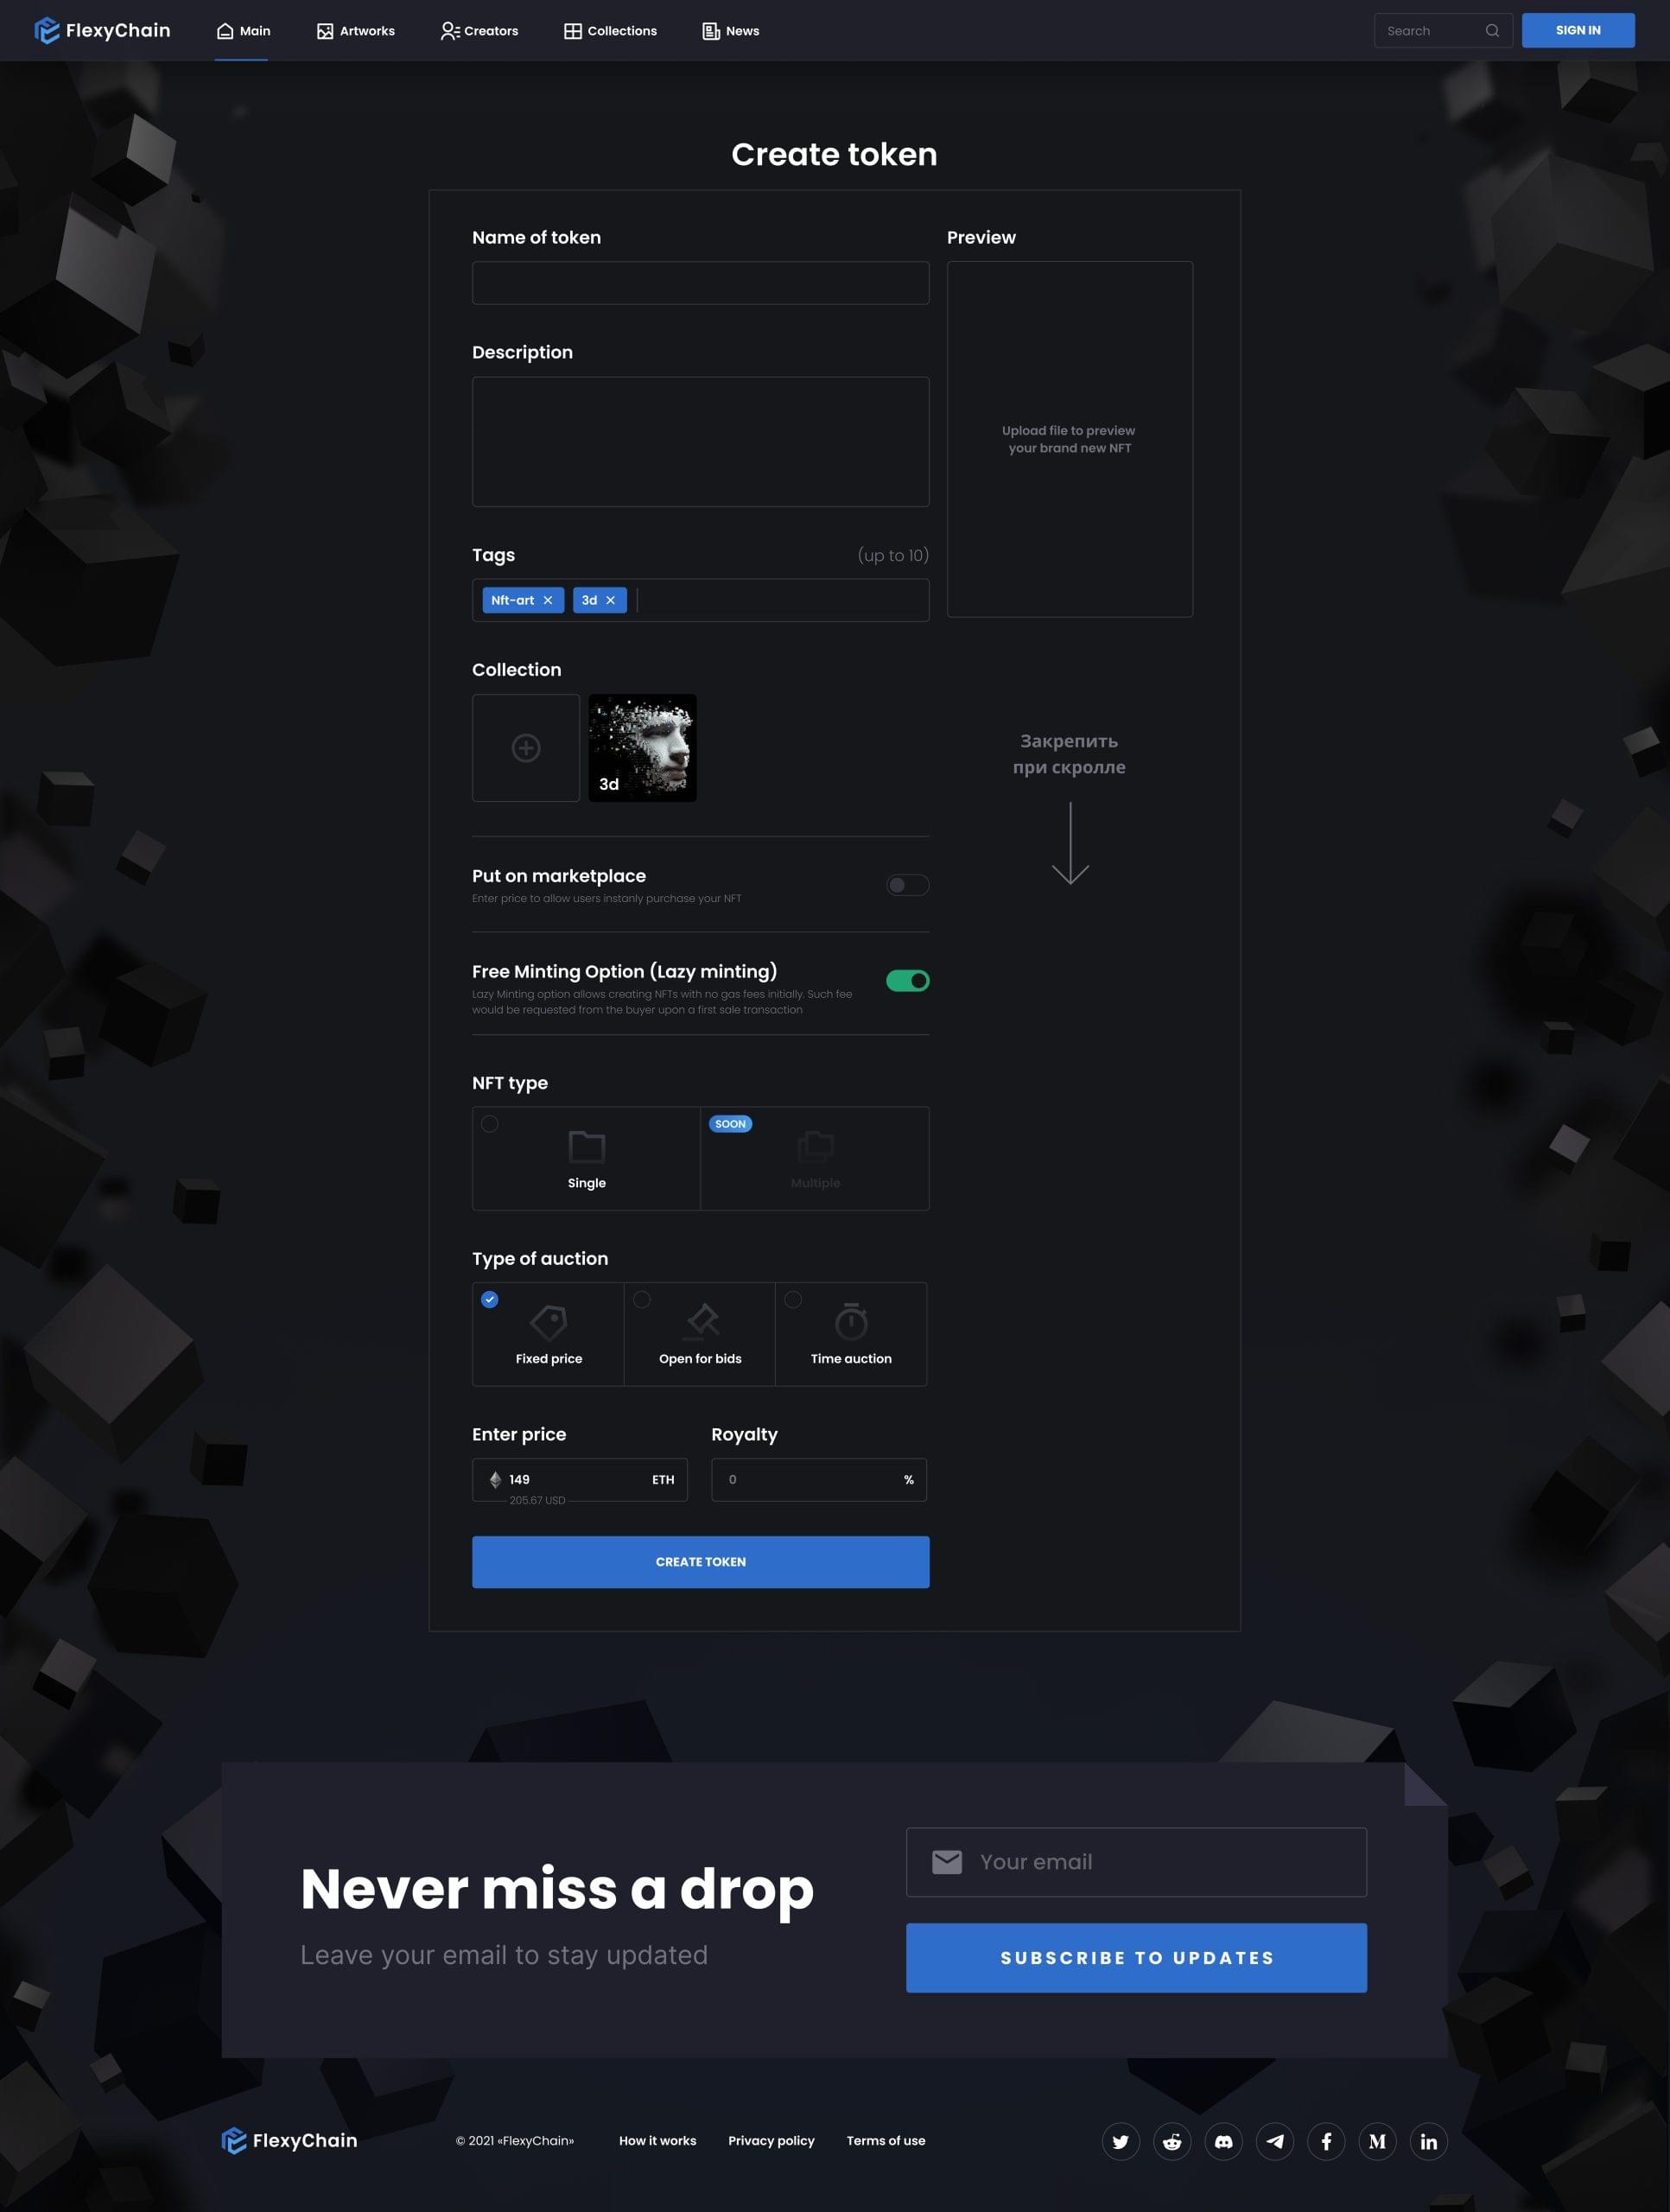 FlexyChain
Main
Artworks
Creators
Collections
News
Search
SIGN IN
Create token
Name of token
Preview
Description
Upload file to preview
your brand new NFT
Tags
(up to 10)
Nft-art
3d
Collection
3d
Закрепить
при скролле
Put on marketplace
Enter price to allow users instanly purchase your NFT
Free Minting Option (Lazy minting)
Lazy Minting option allows creating NFTs with no gas fees initially. Such fee
would be requested from the buyer upon a first sale transaction
NFT type
SOON
Single
Multiple
Type of auction
Fixed price
Open for bids
Time auction
Enter price
Royalty
149
ETH
0
%
205.67 USD
CREATE TOKEN
Never miss a drop
Leave your email to stay updated
Your email
SUBSCRIBE TO UPDATES
FlexyChain
© 2021 «FlexyChain»
How it works
Privacy policy
Terms of use